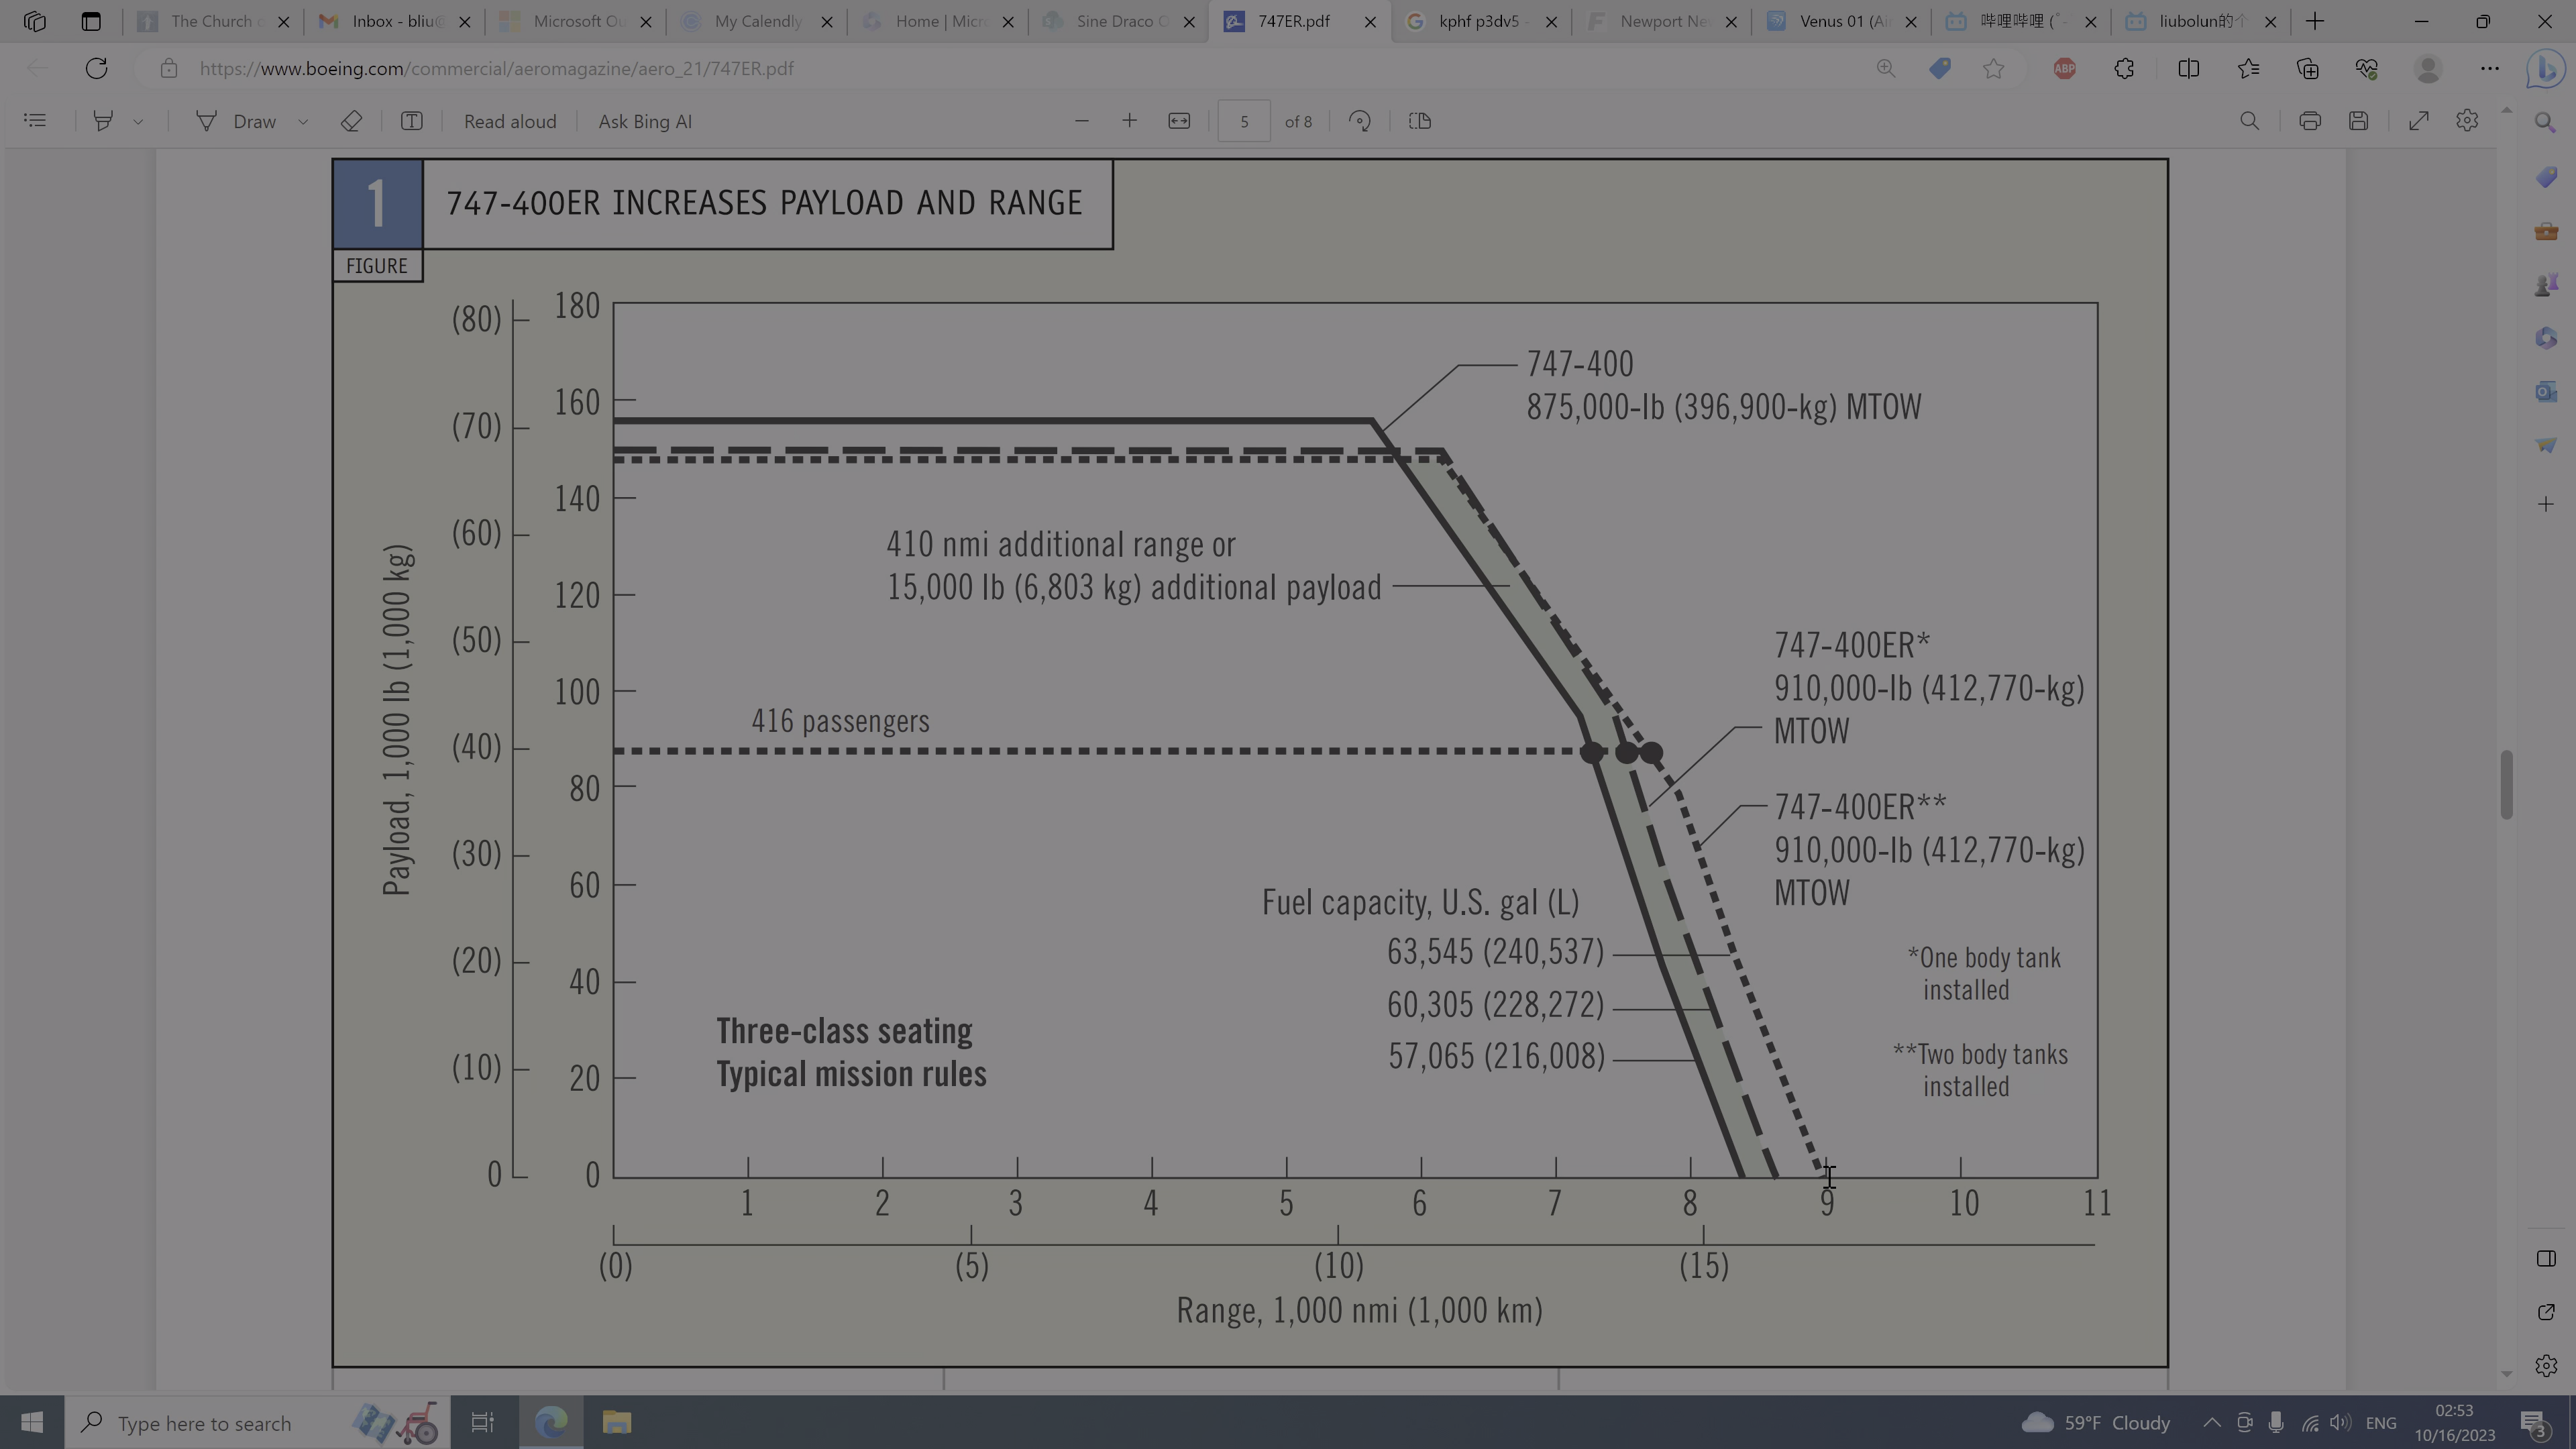 The Church
Inbox - bliu@
Microsoft Ou
My Calendly
Home | Micr
Sine Draco
747ER.pdf
kphf p3dv5 -
Newport Ne
Venus 01 (Ai
哔哩哔哩 (゜-
liubolun的个
https://www.boeing.com/commercial/aeromagazine/aero_21/747ER.pdf
ABP
Draw
Read aloud
Ask Bing AI
5
of 8
1
747-400ER INCREASES PAYLOAD AND RANGE
FIGURE
Payload, 1,000 lb (1,000 kg)
(80)
(70)
(60)
(50)
(40)
(30)
(20)
(10)
0
180
160
140
120
100
80
60
40
20
0
747-400
875,000-lb (396,900-kg) MTOW
410 nmi additional range or
15,000 lb (6,803 kg) additional payload
416 passengers
747-400ER*
910,000-lb (412,770-kg)
MTOW
747-400ER**
910,000-lb (412,770-kg)
MTOW
Fuel capacity, U.S. gal (L)
63,545 (240,537)
60,305 (228,272)
57,065 (216,008)
*One body tank
installed
**Two body tanks
installed
Three-class seating
Typical mission rules
1 2 3 4 5 6 7 8 9 10 11
(0) (5) (10) (15)
Range, 1,000 nmi (1,000 km)
Type here to search
59°F Cloudy
ENG
02:53
10/16/2023
3